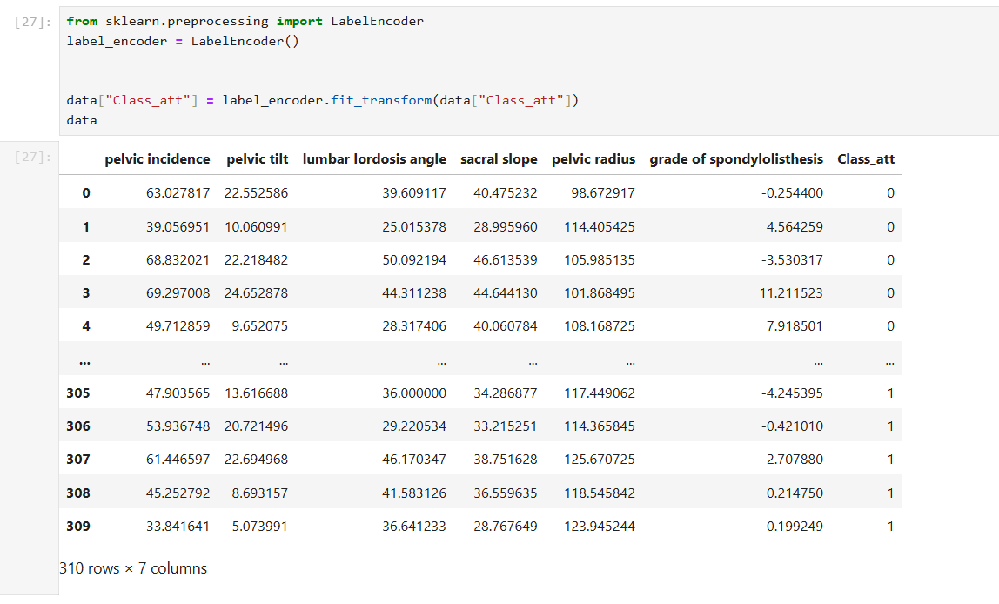 [27]: from sklearn.preprocessing import LabelEncoder
label_encoder = LabelEncoder()
data["Class_att"] = label_encoder.fit_transform(data["Class_att"])
data
[27]: pelvic incidence pelvic tilt lumbar lordosis angle sacral slope pelvic radius grade of spondylolisthesis Class_att
0 63.027817 22.552586 39.609117 40.475232 98.672917 -0.254400 0
1 39.056951 10.060991 25.015378 28.995960 114.405425 4.564259 0
2 68.832021 22.218482 50.092194 46.613539 105.985135 -3.530317 0
3 69.297008 24.652878 44.311238 44.644130 101.868495 11.211523 0
4 49.712859 9.652075 28.317406 40.060784 108.168725 7.918501 0
... ... ... ... ... ... ... ...
305 47.903565 13.616688 36.000000 34.286877 117.449062 -4.245395 1
306 53.936748 20.721496 29.220534 33.215251 114.365845 -0.421010 1
307 61.446597 22.694968 46.170347 38.751628 125.670725 -2.707880 1
308 45.252792 8.693157 41.583126 36.559635 118.545842 0.214750 1
309 33.841641 5.073991 36.641233 28.767649 123.945244 -0.199249 1
310 rows × 7 columns